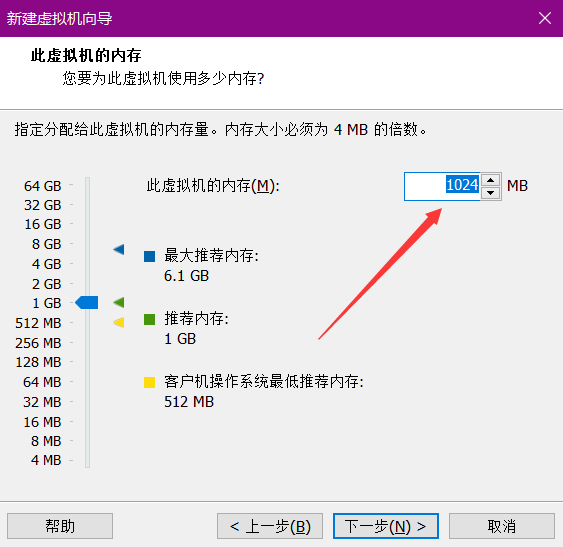 新建虚拟机向导
此虚拟机的内存
您要为此虚拟机使用多少内存?
指定分配给此虚拟机的内存量。内存大小必须为 4 MB 的倍数。
此虚拟机的内存(M): 1024 MB
64 GB
32 GB
16 GB
8 GB
4 GB
2 GB
1 GB
512 MB
256 MB
128 MB
64 MB
32 MB
16 MB
8 MB
4 MB
最大推荐内存:
6.1 GB
推荐内存:
1 GB
客户机操作系统最低推荐内存:
512 MB
帮助 < 上一步(B) 下一步(N) > 取消